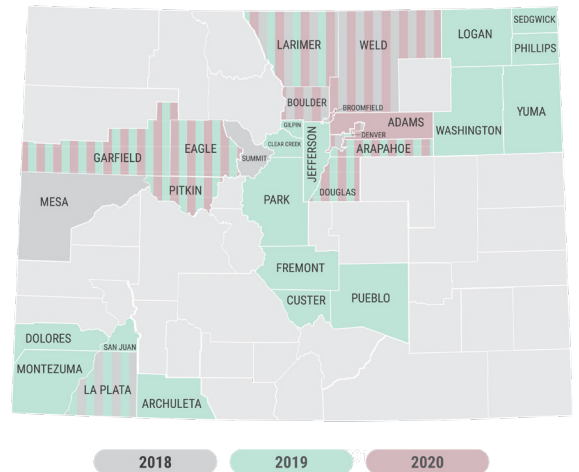 SEDGWICK
LOGAN
LARIMER
WELD
PHILLIPS
BOULDER
BROOMFIELD
YUMA
ADAMS
GILPIN
DENVER
WASHINGTON
CLEAR CREEK
JEFFERSON
ARAPAHOE
EAGLE
GARFIELD
SUMMIT
PITKIN
DOUGLAS
MESA
PARK
FREMONT
CUSTER
PUEBLO
DOLORES
SAN JUAN
MONTEZUMA
LA PLATA
ARCHULETA
2018
2019
2020